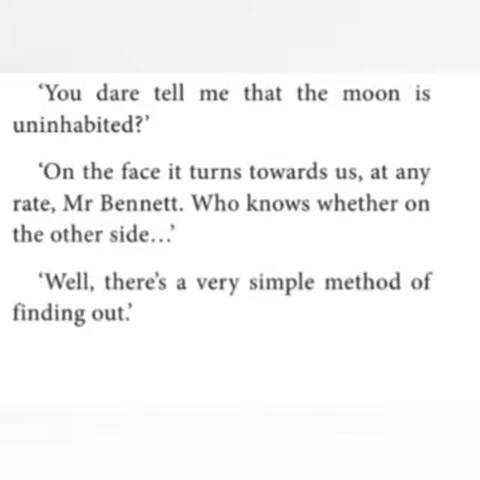 ‘You dare tell me that the moon is
uninhabited?’
‘On the face it turns towards us, at any
rate, Mr Bennett. Who knows whether on
the other side…’
‘Well, there’s a very simple method of
finding out.’